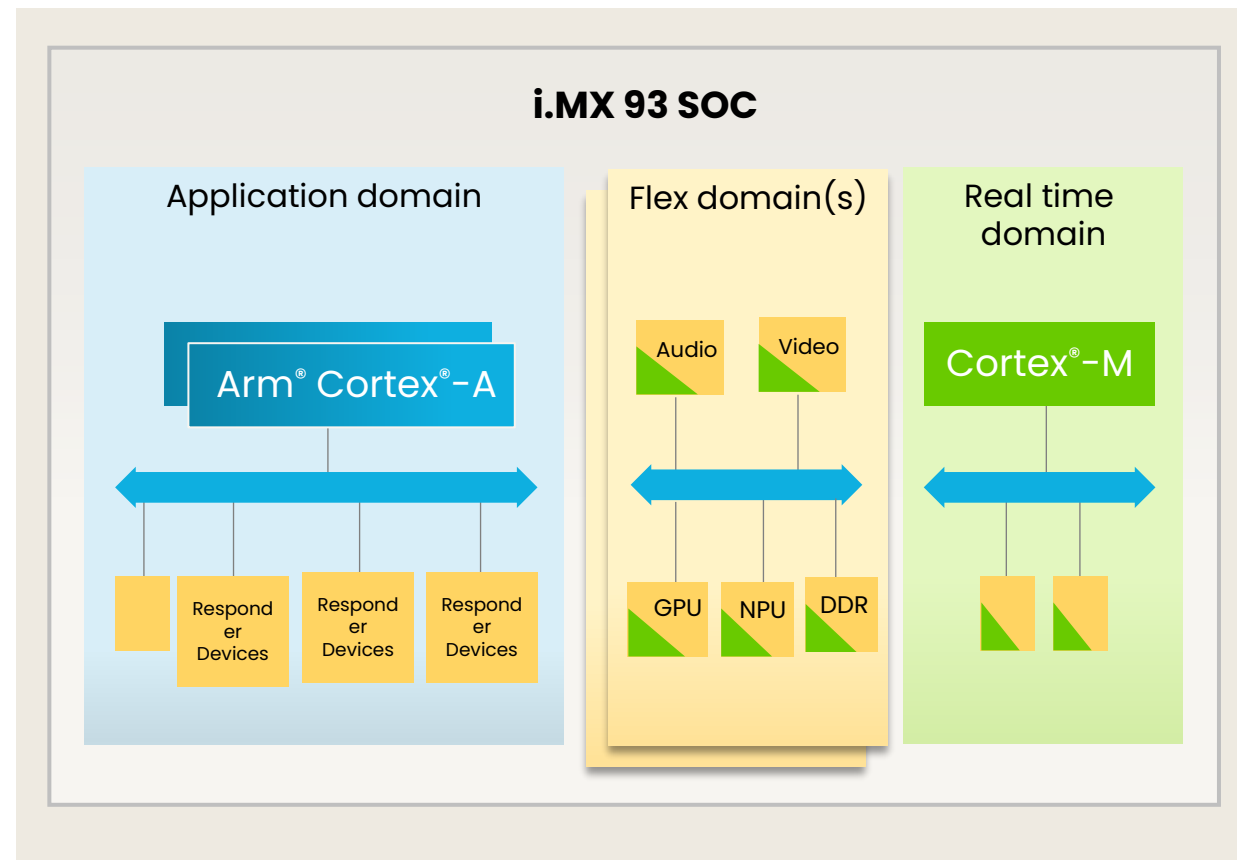 i.MX 93 SOC
Application domain
Flex domain(s)
Real time
domain
Arm® Cortex®-A
Audio
Video
Cortex®-M
Respond
er
Devices
Respond
er
Devices
Respond
er
Devices
GPU
NPU
DDR